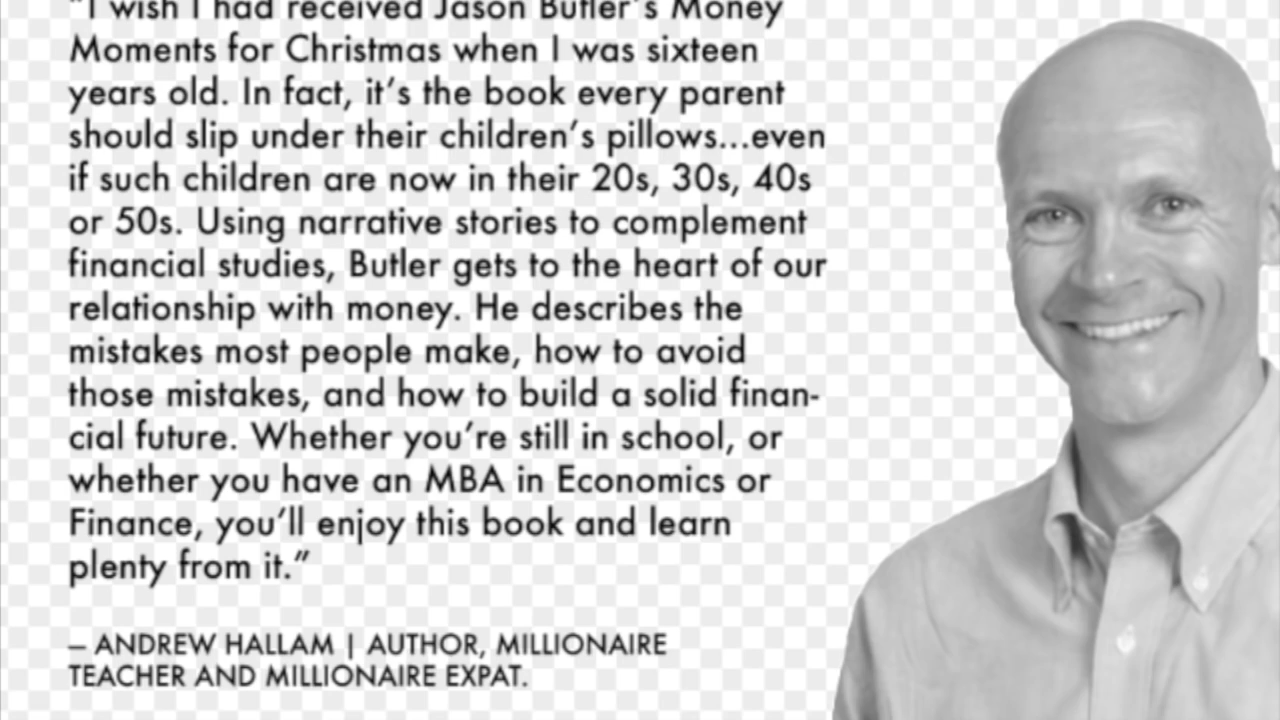 “I wish I had received Jason Butler’s Money
Moments for Christmas when I was sixteen
years old. In fact, it’s the book every parent
should slip under their children’s pillows...even
if such children are now in their 20s, 30s, 40s
or 50s. Using narrative stories to complement
financial studies, Butler gets to the heart of our
relationship with money. He describes the
mistakes most people make, how to avoid
those mistakes, and how to build a solid finan-
cial future. Whether you’re still in school, or
whether you have an MBA in Economics or
Finance, you’ll enjoy this book and learn
plenty from it.”
– ANDREW HALLAM | AUTHOR, MILLIONAIRE
TEACHER AND MILLIONAIRE EXPAT.